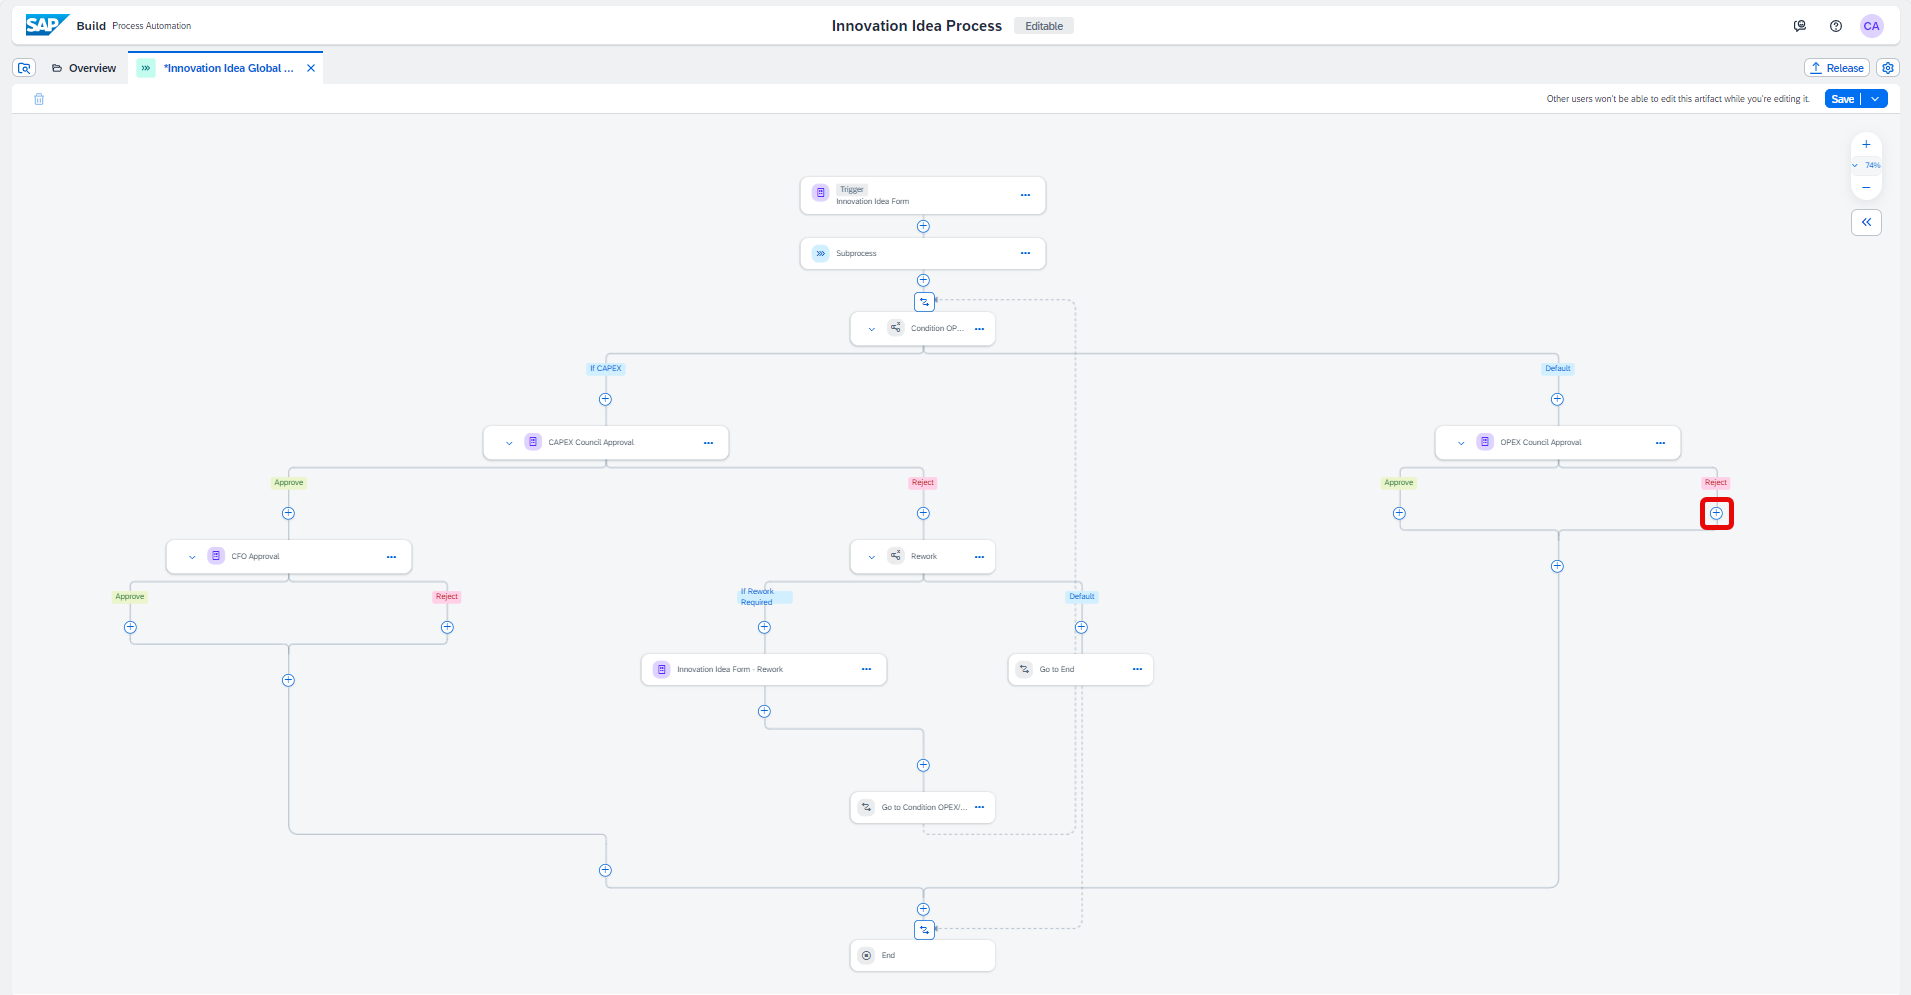 SAP Build Process Automation
Innovation Idea Process Editable
CA
Overview
*Innovation Idea Global ...
Release
Other users won't be able to edit this artifact while you're editing it.
Save
74%
Trigger
Innovation Idea Form
Subprocess
Condition OP...
If CAPEX
Default
CAPEX Council Approval
OPEX Council Approval
Approve
Reject
Approve
Reject
CFO Approval
Rework
Approve
Reject
If Rework
Required
Default
Innovation Idea Form - Rework
Go to End
Go to Condition OPEX/...
End